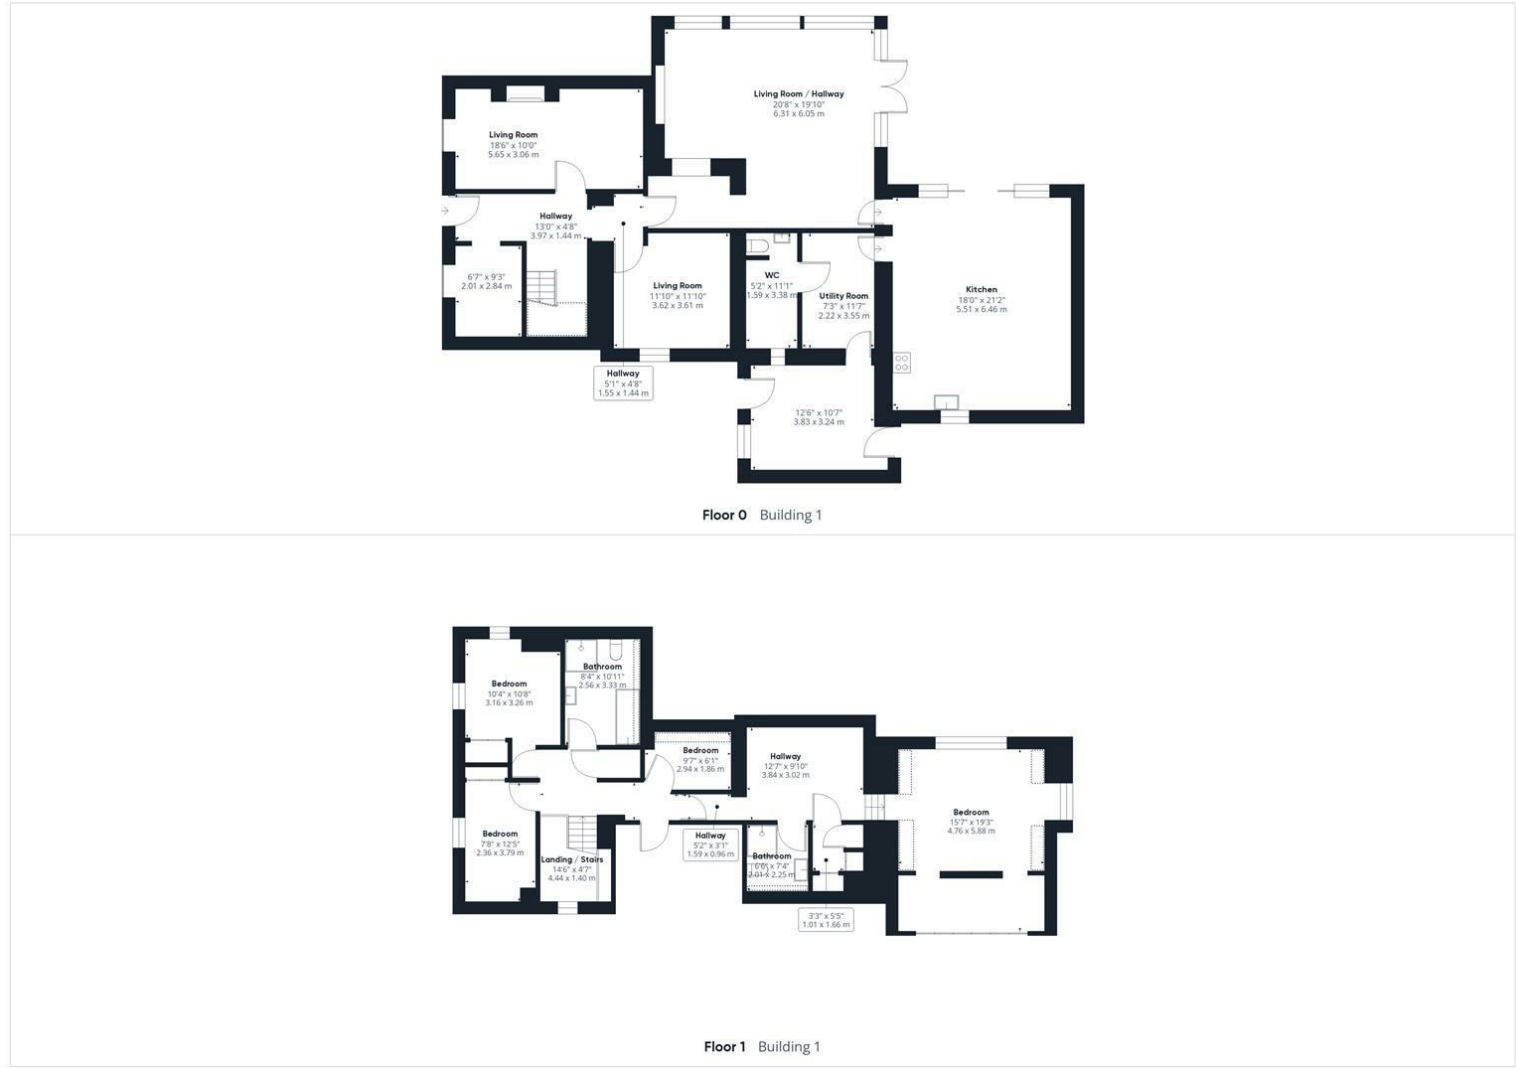 Living Room / Hallway
20'8" x 19'10"
6.31 x 6.05 m
Living Room
18'6" x 10'0"
5.65 x 3.06 m
Hallway
13'0" x 4'8"
3.97 x 1.44 m
6'7" x 9'3"
2.01 x 2.84 m
Living Room
11'10" x 11'10"
3.62 x 3.61 m
WC
5'2" x 11'1"
1.59 x 3.38 m
Utility Room
7'3" x 11'7"
2.22 x 3.55 m
Kitchen
18'0" x 21'2"
5.51 x 6.46 m
Hallway
5'1" x 4'8"
1.55 x 1.44 m
12'6" x 10'7"
3.83 x 3.24 m
Floor 0 Building 1
Bedroom
10'4" x 10'8"
3.16 x 3.26 m
Bathroom
8'4" x 10'11"
2.56 x 3.33 m
Bedroom
9'7" x 6'1"
2.94 x 1.86 m
Hallway
12'7" x 9'10"
3.84 x 3.02 m
Bedroom
15'7" x 19'3"
4.76 x 5.88 m
Bedroom
7'8" x 12'5"
2.36 x 3.79 m
Landing / Stairs
14'6" x 4'7"
4.44 x 1.40 m
Hallway
5'2" x 3'1"
1.59 x 0.96 m
Bathroom
6'6" x 7'4"
2.01 x 2.25 m
3'3" x 5'5"
1.01 x 1.66 m
Floor 1 Building 1